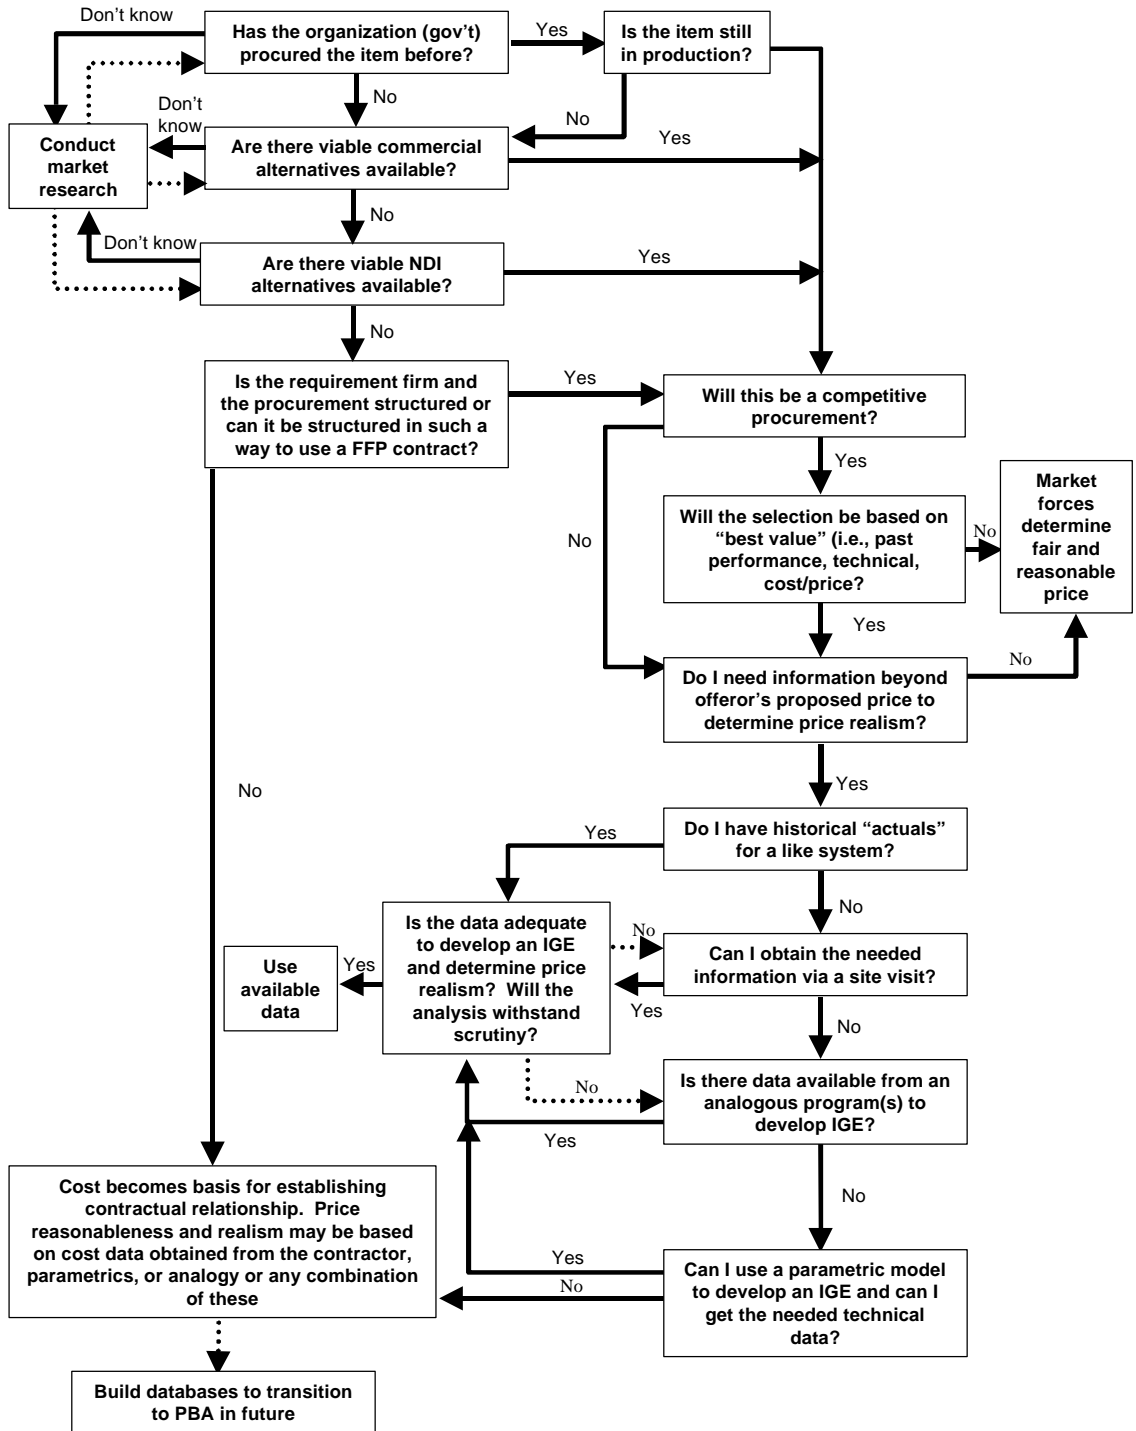 Don't know
Has the organization (gov't)
procured the item before?
Yes
Is the item still
in production?
No
No
Don't
know
Conduct
market
research
Are there viable commercial
alternatives available?
Yes
No
Don't know
Are there viable NDI
alternatives available?
Yes
No
Is the requirement firm and
the procurement structured or
can it be structured in such a
way to use a FFP contract?
Yes
Will this be a competitive
procurement?
Yes
No
Will the selection be based on
“best value” (i.e., past
performance, technical,
cost/price?
No
Market
forces
determine
fair and
reasonable
price
Yes
Do I need information beyond
offeror’s proposed price to
determine price realism?
No
Yes
No
Do I have historical “actuals”
for a like system?
Yes
No
Is the data adequate
to develop an IGE
and determine price
realism?  Will the
analysis withstand
scrutiny?
No
Can I obtain the needed
information via a site visit?
Yes
Yes
Use
available
data
No
No
Is there data available from an
analogous program(s) to
develop IGE?
Yes
No
Cost becomes basis for establishing
contractual relationship.  Price
reasonableness and realism may be based
on cost data obtained from the contractor,
parametrics, or analogy or any combination
of these
Yes
No
Can I use a parametric model
to develop an IGE and can I
get the needed technical
data?
Build databases to transition
to PBA in future